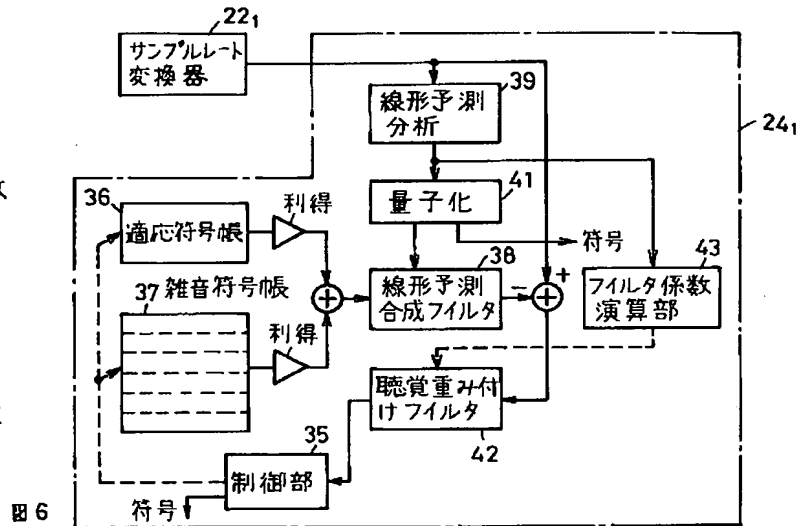 22₁
サンプルレート
変換器
39
線形予測
分析
24₁
36
適応符号帳
利得
41
量子化
符号
43
フィルタ係数
演算部
38
線形予測
合成フィルタ
+
−
37 雑音符号帳
利得
聴覚重み付
けフィルタ
42
35
制御部
符号
図6